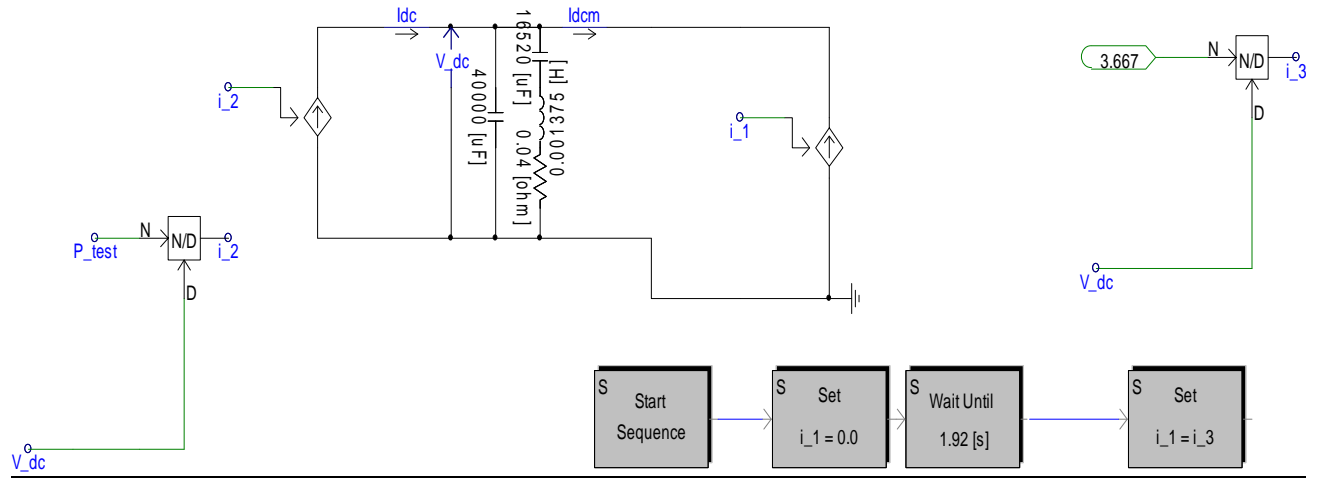 Idc
Idcm
V_dc
i_2
40000 [uF]
16520 [uF]
0.001375 [H]
0.04 [ohm]
i_1
3.667
N
N/D
i_3
D
V_dc
P_test
N
N/D
i_2
D
V_dc
S
Start
Sequence
S
Set
i_1 = 0.0
S
Wait Until
1.92 [s]
S
Set
i_1 = i_3